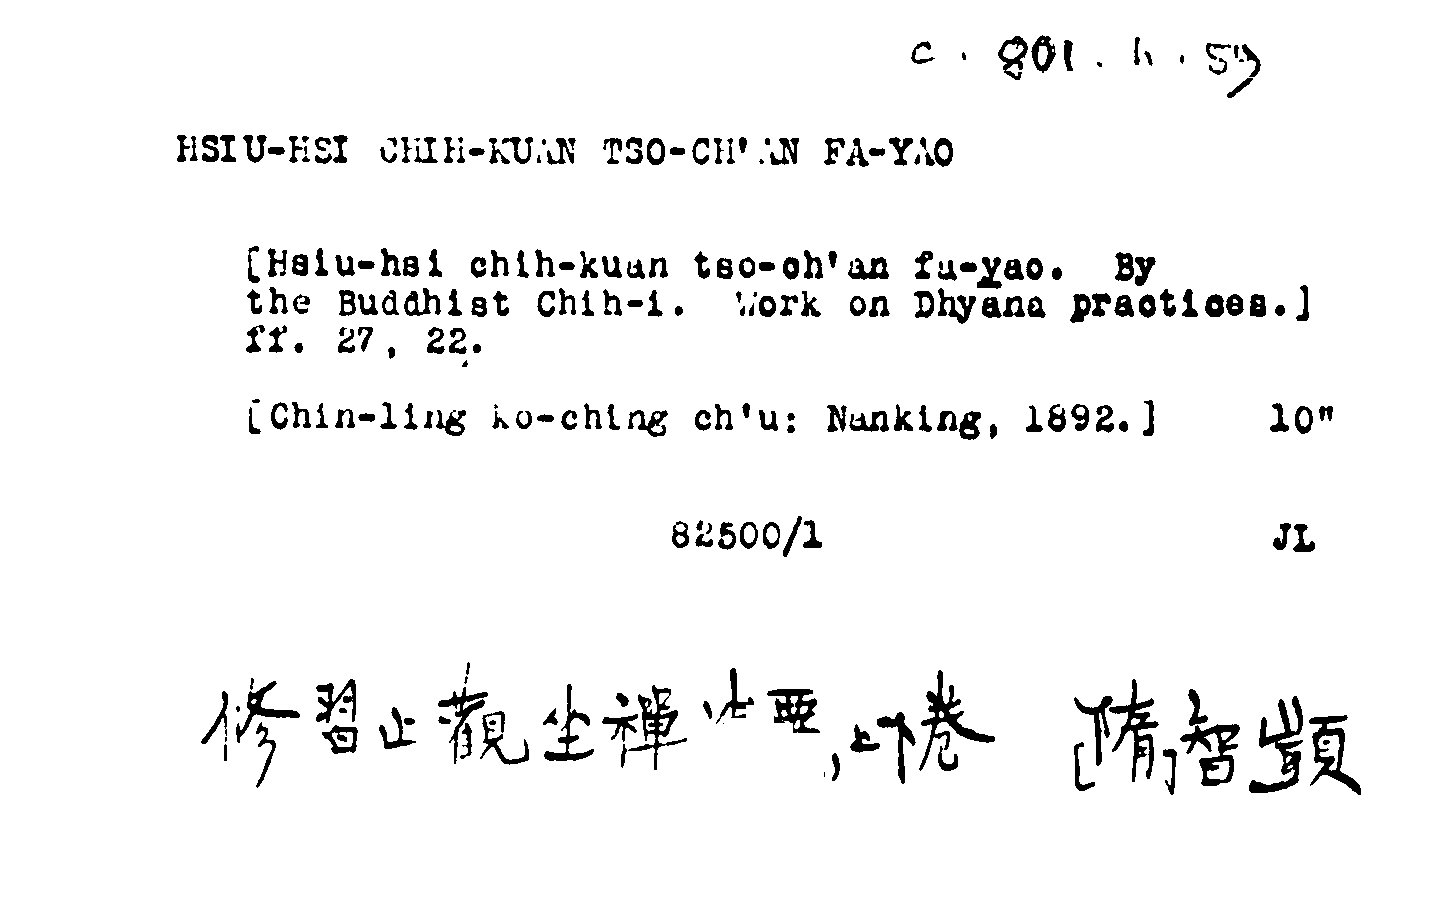 c. 801. h. 59
HSIU-HSI CHIH-KUAN TSO-CH'AN FA-YAO
[Hsiu-hsi chih-kuan tso-ch'an fa-yao. By
the Buddhist Chih-i. Work on Dhyana practices.]
ff. 27, 22.
[Chin-ling ko-ching ch'u: Nanking, 1892.] 10"
82500/1 JL
修習止觀坐禪法要，上下卷 [隋]智顗